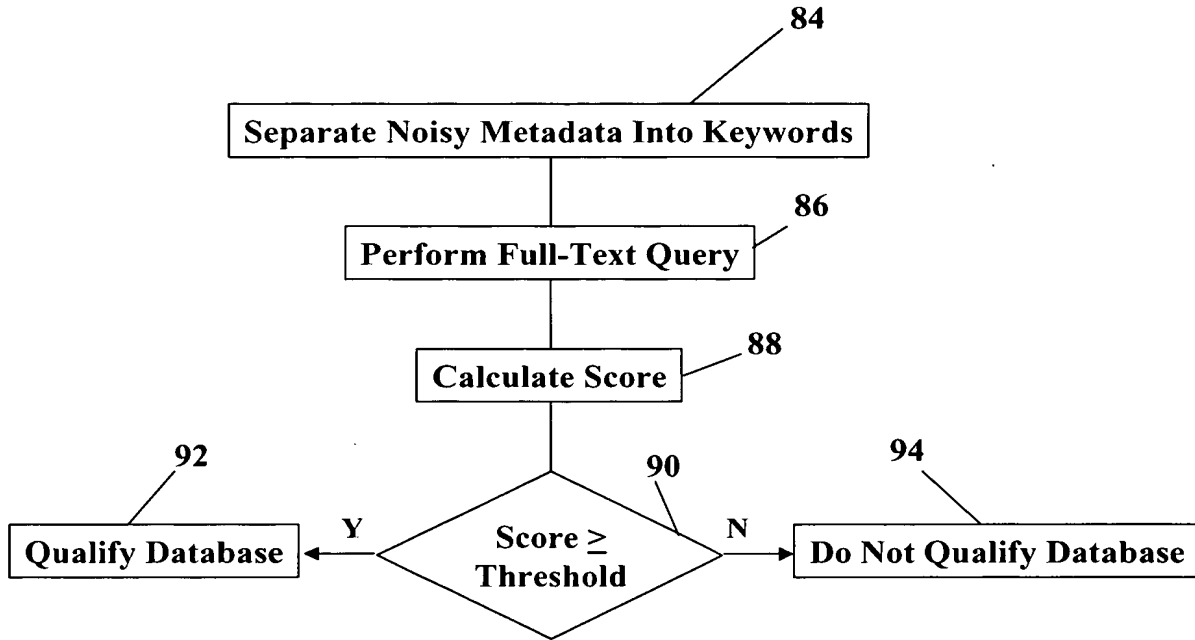 84
Separate Noisy Metadata Into Keywords
86
Perform Full-Text Query
88
Calculate Score
92
90
94
Y
N
Qualify Database
Score ≥
Threshold
Do Not Qualify Database